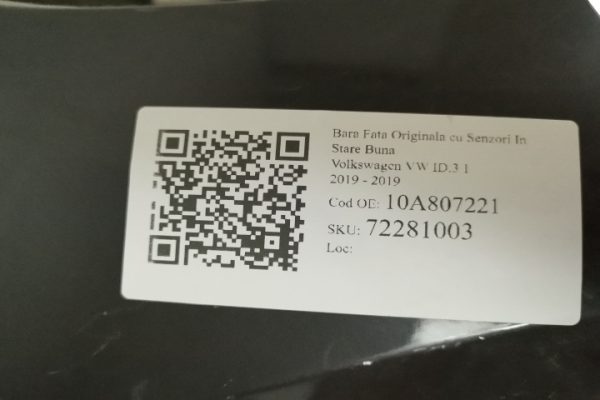 Bara Fata Originala cu Senzori In
Stare Buna
Volkswagen VW ID.3 1
2019 - 2019
Cod OE: 10A807221
SKU: 72281003
Loc: